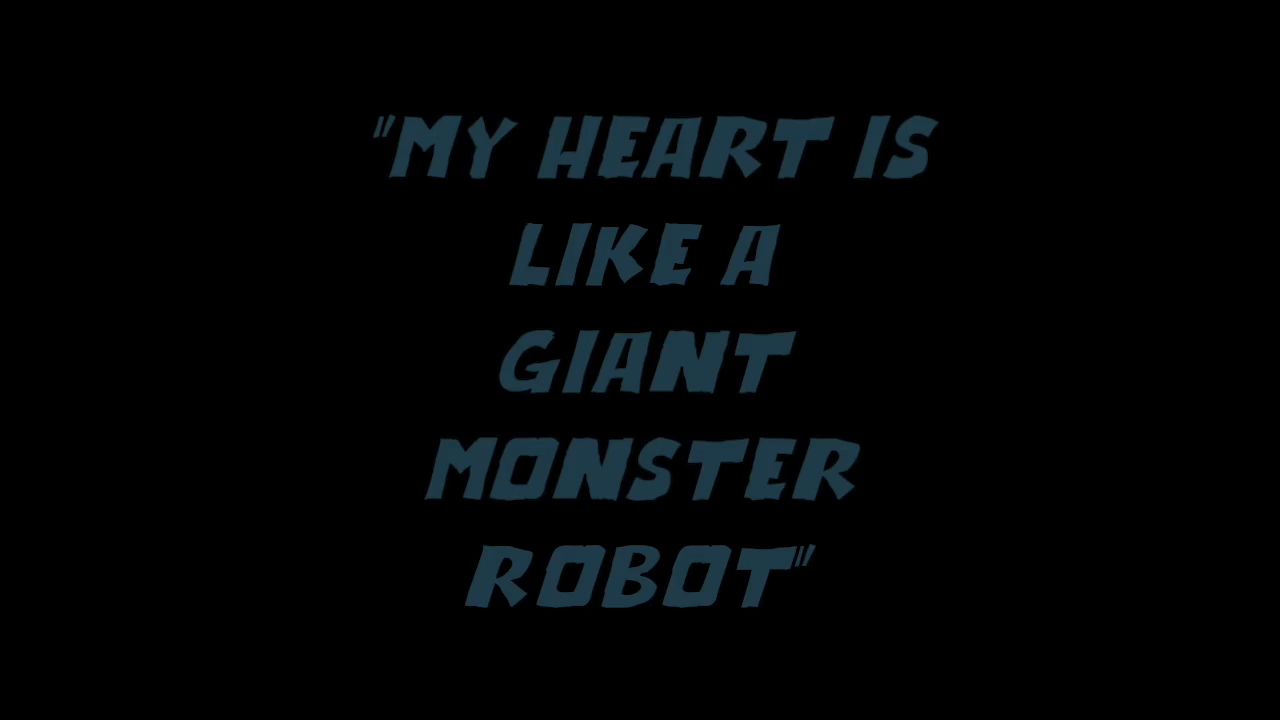 "MY HEART IS
LIKE A
GIANT
MONSTER
ROBOT"